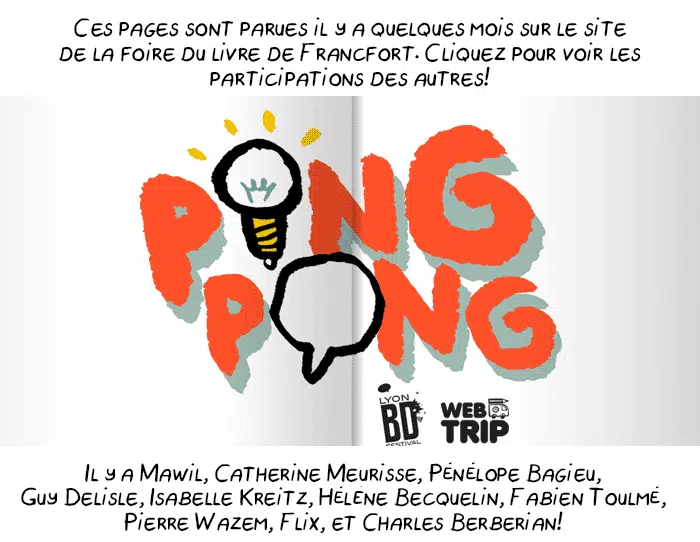 Ces pages sont parues il y a quelques mois sur le site
de la foire du livre de Francfort. Cliquez pour voir les
participations des autres!
PING
PONG
LYON
BD
FESTIVAL
WEB
TRIP
Il y a Mawil, Catherine Meurisse, Pénélope Bagieu,
Guy Delisle, Isabelle Kreitz, Hélène Becquelin, Fabien Toulmé,
Pierre Wazem, Flix, et Charles Berberian!